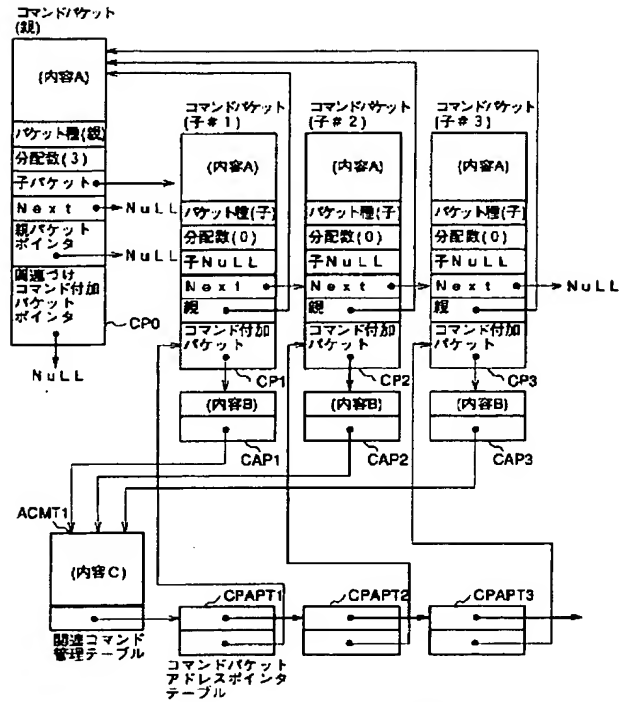 コマンドパケット
(親)
(内容A)
パケット種(親)
分配数(3)
子パケット
Next
NuLL
親パケット
ポインタ
NuLL
関連づけ
コマンド付加
パケット
ポインタ
CP0
NuLL
コマンドパケット
(子#1)
(内容A)
パケット種(子)
分配数(0)
子NuLL
Next
親
コマンド付加
パケット
CP1
(内容B)
CAP1
コマンドパケット
(子#2)
(内容A)
パケット種(子)
分配数(0)
子NuLL
Next
親
コマンド付加
パケット
CP2
(内容B)
CAP2
コマンドパケット
(子#3)
(内容A)
パケット種(子)
分配数(0)
子NuLL
Next
NuLL
親
コマンド付加
パケット
CP3
(内容B)
CAP3
ACMT1
(内容C)
関連コマンド
管理テーブル
CPAPT1
コマンドパケット
アドレスポインタ
テーブル
CPAPT2
CPAPT3